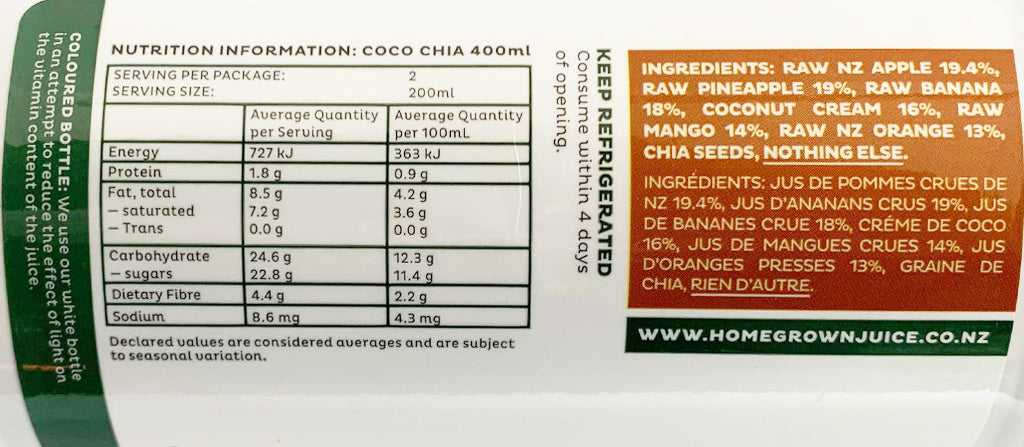 COLOURED BOTTLE: We use our white bottle
in an attempt to reduce the effect of light on
the vitamin content of the juice.
NUTRITION INFORMATION: COCO CHIA 400ml
SERVING PER PACKAGE: 2
SERVING SIZE: 200ml
Average Quantity Average Quantity
per Serving per 100mL
Energy 727 kJ 363 kJ
Protein 1.8 g 0.9 g
Fat, total 8.5 g 4.2 g
– saturated 7.2 g 3.6 g
– Trans 0.0 g 0.0 g
Carbohydrate 24.6 g 12.3 g
– sugars 22.8 g 11.4 g
Dietary Fibre 4.4 g 2.2 g
Sodium 8.6 mg 4.3 mg
Declared values are considered averages and are subject
to seasonal variation.
KEEP REFRIGERATED
Consume within 4 days
of opening.
INGREDIENTS: RAW NZ APPLE 19.4%,
RAW PINEAPPLE 19%, RAW BANANA
18%, COCONUT CREAM 16%, RAW
MANGO 14%, RAW NZ ORANGE 13%,
CHIA SEEDS, NOTHING ELSE.
INGRÉDIENTS: JUS DE POMMES CRUES DE
NZ 19.4%, JUS D'ANANANS CRUS 19%, JUS
DE BANANES CRUE 18%, CRÉME DE COCO
16%, JUS DE MANGUES CRUES 14%, JUS
D'ORANGES PRESSES 13%, GRAINE DE
CHIA, RIEN D'AUTRE.
WWW.HOMEGROWNJUICE.CO.NZ